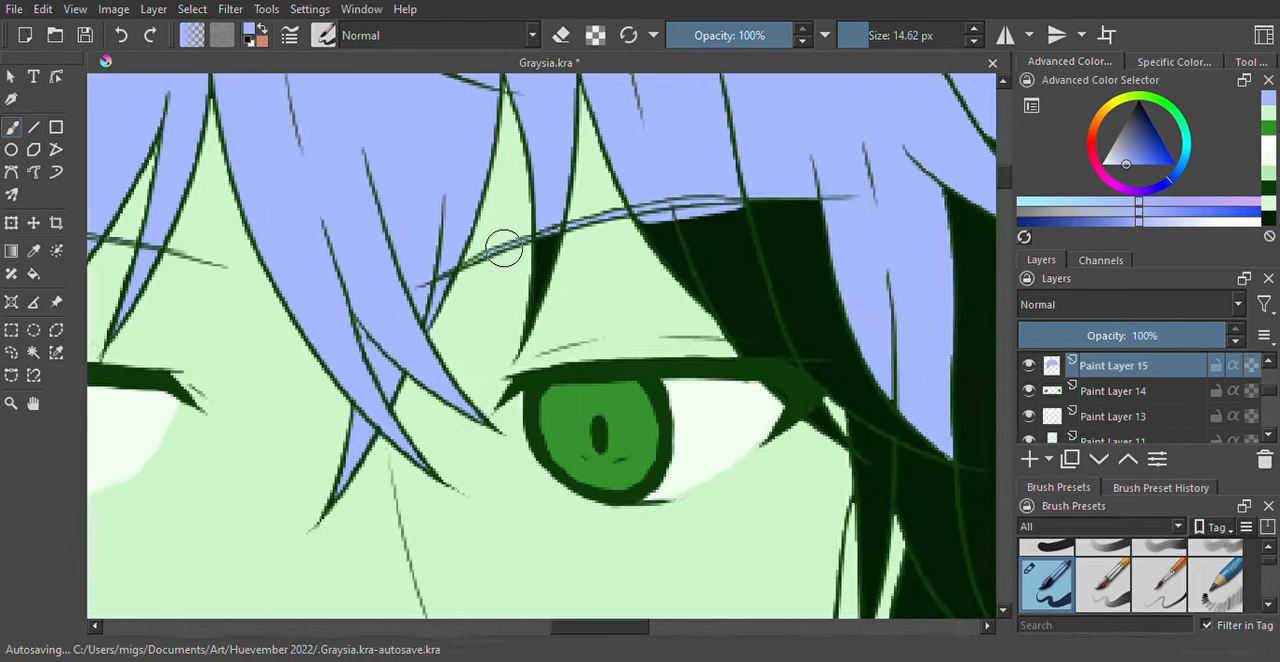 File Edit View Image Layer Select Filter Tools Settings Window Help
Normal Opacity: 100% Size: 14.62 px
Graysia.kra *
Advanced Color... Specific Color... Tool ...
Advanced Color Selector
Layers Channels
Layers
Normal
Opacity: 100%
Paint Layer 15
Paint Layer 14
Paint Layer 13
Paint Layer 11
Brush Presets Brush Preset History
Brush Presets
All Tag
Search Filter in Tag
Autosaving... C:/Users/migs/Documents/Art/Huevember 2022/.Graysia.kra-autosave.kra